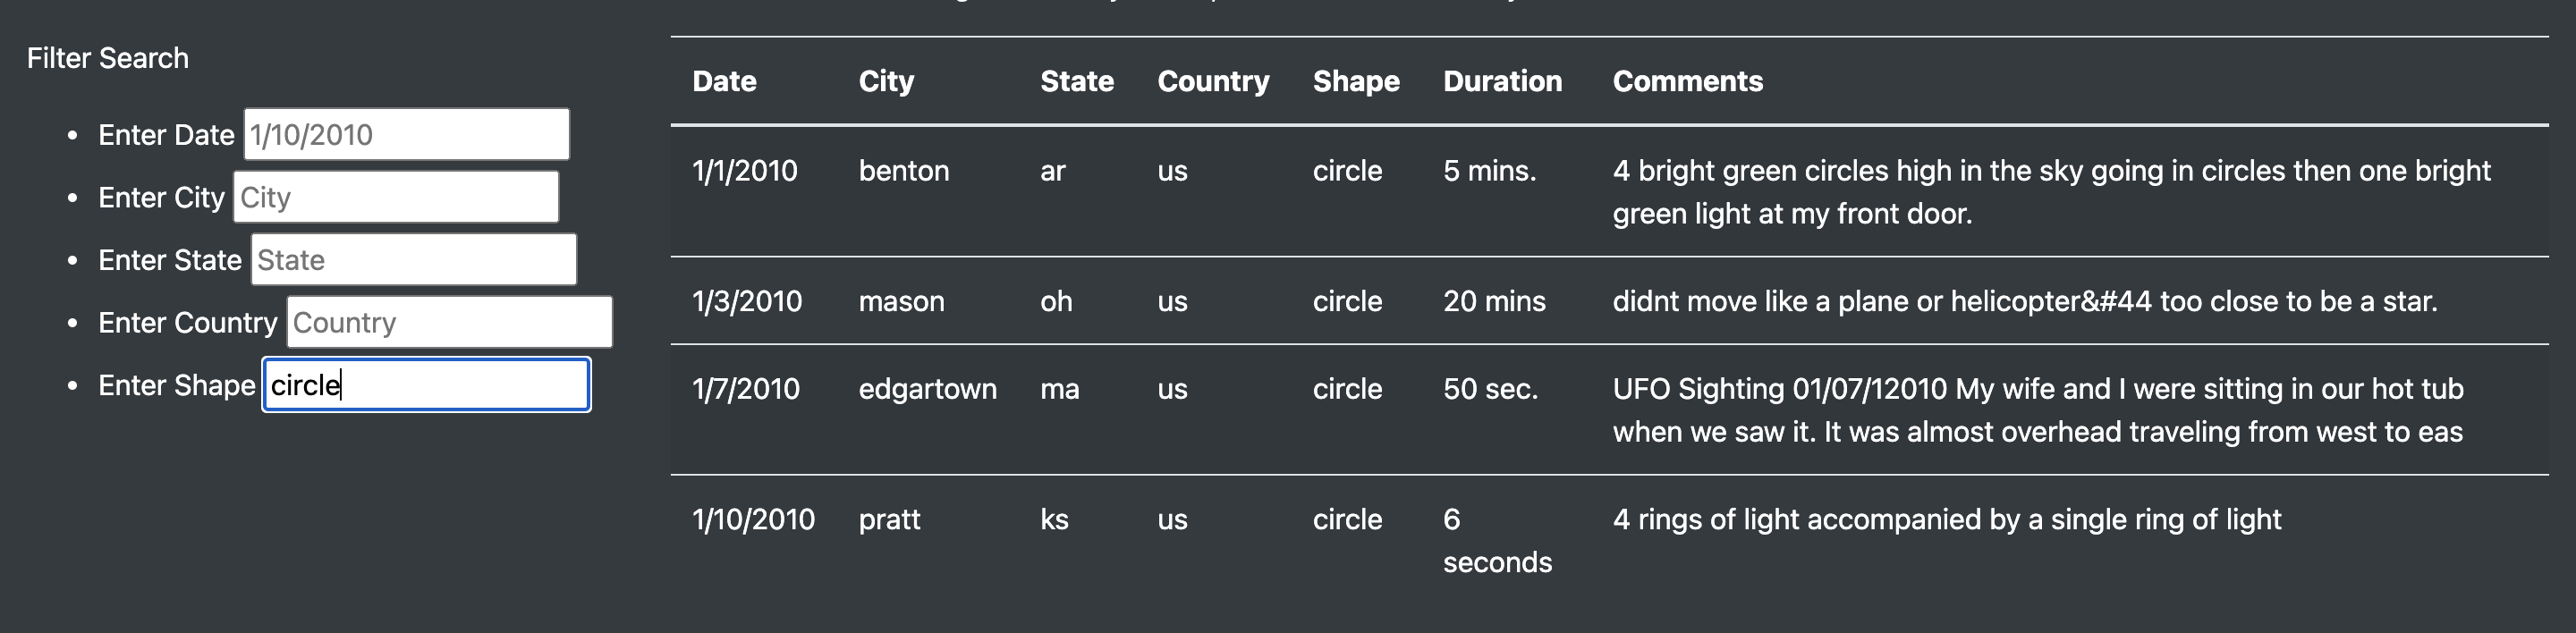 Filter Search
Enter Date 1/10/2010
Enter City City
Enter State State
Enter Country Country
Enter Shape circle
Date City State Country Shape Duration Comments
1/1/2010 benton ar us circle 5 mins. 4 bright green circles high in the sky going in circles then one bright
green light at my front door.
1/3/2010 mason oh us circle 20 mins didnt move like a plane or helicopter&#44 too close to be a star.
1/7/2010 edgartown ma us circle 50 sec. UFO Sighting 01/07/12010 My wife and I were sitting in our hot tub
when we saw it. It was almost overhead traveling from west to eas
1/10/2010 pratt ks us circle 6 4 rings of light accompanied by a single ring of light
seconds